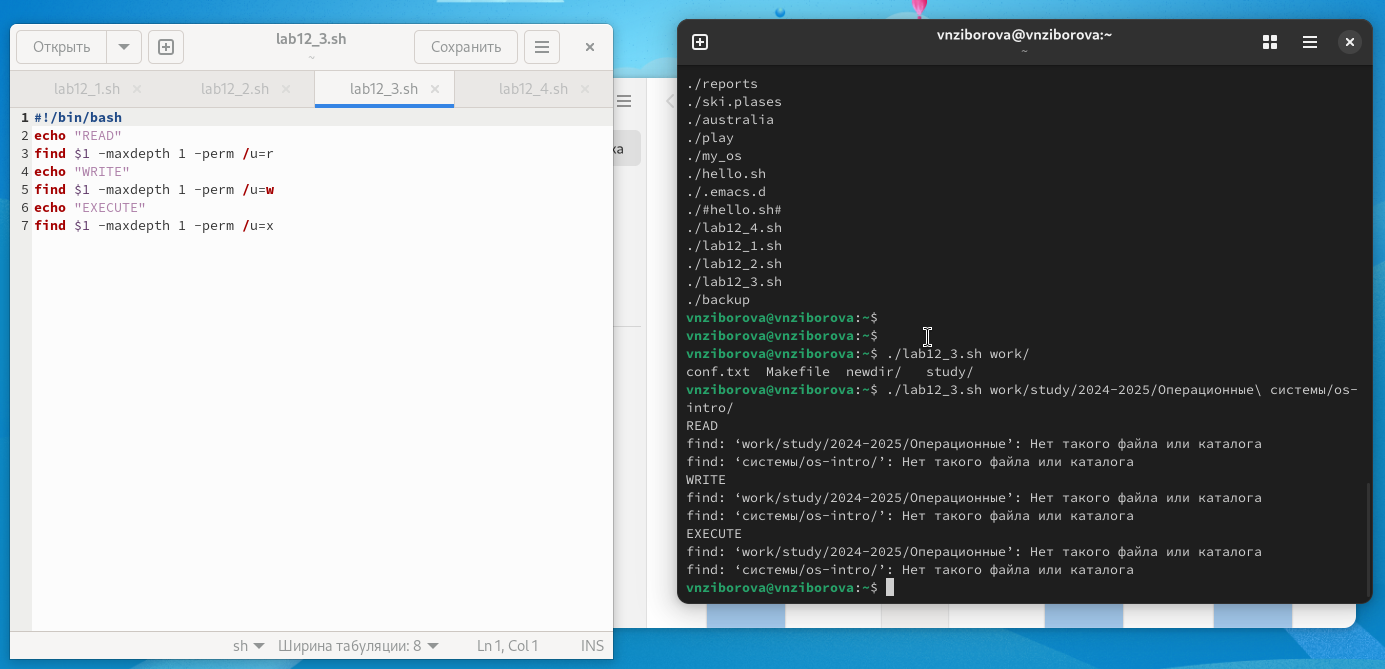 Открыть
lab12_3.sh
~
Сохранить
lab12_1.sh
lab12_2.sh
lab12_3.sh
lab12_4.sh
1 #!/bin/bash
2 echo "READ"
3 find $1 -maxdepth 1 -perm /u=r
4 echo "WRITE"
5 find $1 -maxdepth 1 -perm /u=w
6 echo "EXECUTE"
7 find $1 -maxdepth 1 -perm /u=x
sh
Ширина табуляции: 8
Ln 1, Col 1
INS
ка
vnziborova@vnziborova:~
~
./reports
./ski.plases
./australia
./play
./my_os
./hello.sh
./.emacs.d
./#hello.sh#
./lab12_4.sh
./lab12_1.sh
./lab12_2.sh
./lab12_3.sh
./backup
vnziborova@vnziborova:~$
vnziborova@vnziborova:~$
vnziborova@vnziborova:~$ ./lab12_3.sh work/
conf.txt  Makefile  newdir/   study/
vnziborova@vnziborova:~$ ./lab12_3.sh work/study/2024-2025/Операционные\ системы/os-
intro/
READ
find: ‘work/study/2024-2025/Операционные’: Нет такого файла или каталога
find: ‘системы/os-intro/’: Нет такого файла или каталога
WRITE
find: ‘work/study/2024-2025/Операционные’: Нет такого файла или каталога
find: ‘системы/os-intro/’: Нет такого файла или каталога
EXECUTE
find: ‘work/study/2024-2025/Операционные’: Нет такого файла или каталога
find: ‘системы/os-intro/’: Нет такого файла или каталога
vnziborova@vnziborova:~$